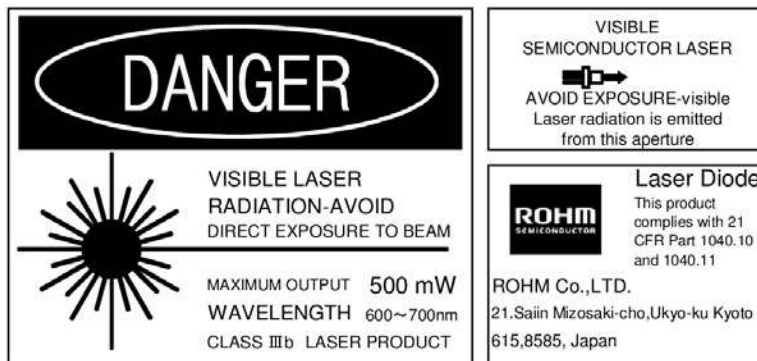 DANGER
VISIBLE LASER
RADIATION-AVOID
DIRECT EXPOSURE TO BEAM
MAXIMUM OUTPUT 500 mW
WAVELENGTH 600~700nm
CLASS Ⅲb LASER PRODUCT
VISIBLE
SEMICONDUCTOR LASER
AVOID EXPOSURE-visible
Laser radiation is emitted
from this aperture
ROHM
SEMICONDUCTOR
Laser Diode
This product
complies with 21
CFR Part 1040.10
and 1040.11
ROHM Co.,LTD.
21.Saiin Mizosaki-cho,Ukyo-ku Kyoto
615,8585, Japan